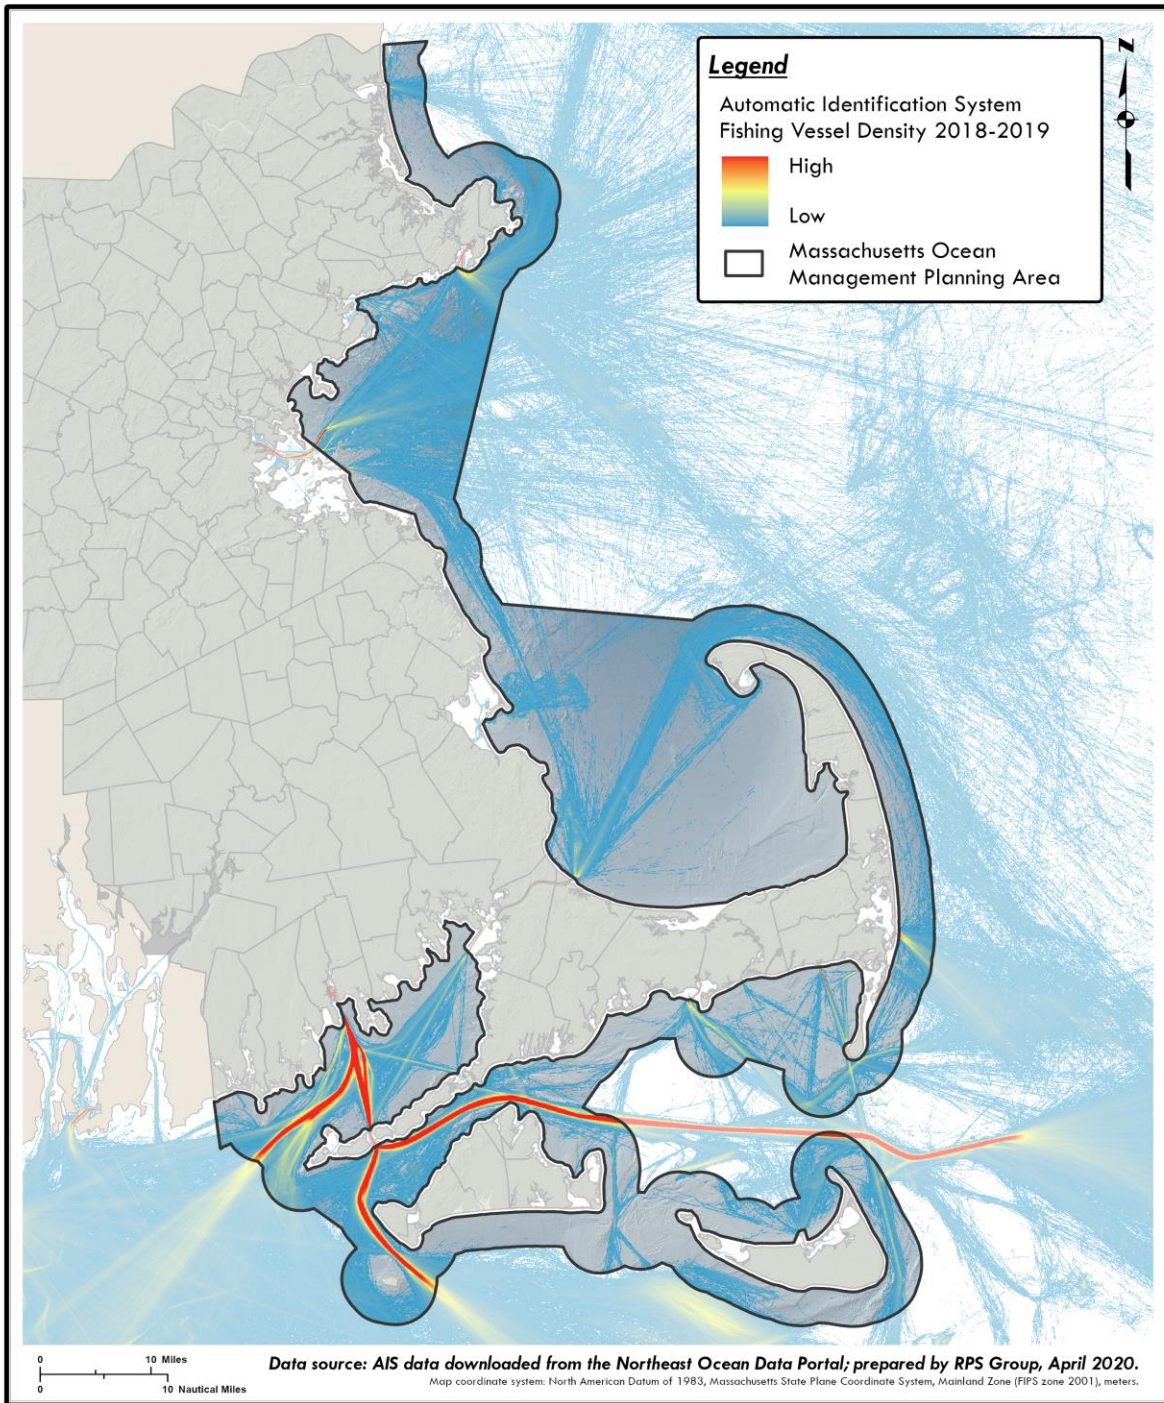 Legend
Automatic Identification System
Fishing Vessel Density 2018-2019
High
Low
Massachusetts Ocean
Management Planning Area
N
0 10 Miles
0 10 Nautical Miles
Data source: AIS data downloaded from the Northeast Ocean Data Portal; prepared by RPS Group, April 2020.
Map coordinate system: North American Datum of 1983, Massachusetts State Plane Coordinate System, Mainland Zone (FIPS zone 2001), meters.